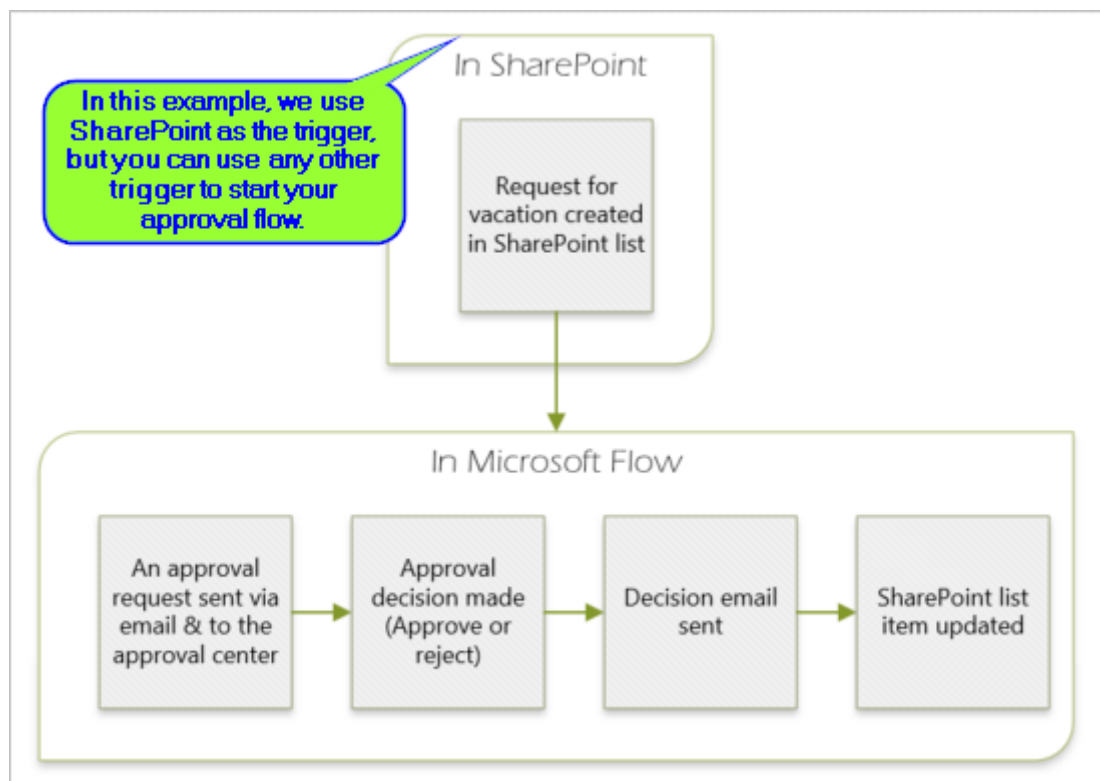 In SharePoint
In this example, we use
SharePoint as the trigger,
but you can use any other
trigger to start your
approval flow.
Request for
vacation created
in SharePoint list
In Microsoft Flow
An approval
request sent via
email & to the
approval center
Approval
decision made
(Approve or
reject)
Decision email
sent
SharePoint list
item updated